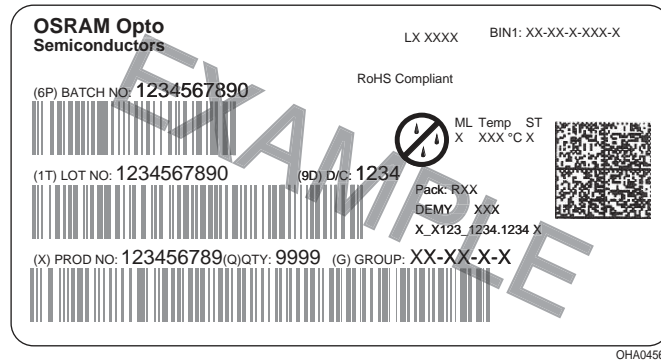 OSRAM Opto
Semiconductors
LX XXXX
BIN1: XX-XX-X-XXX-X
RoHS Compliant
(6P) BATCH NO: 1234567890
ML Temp ST
X XXX °C X
(1T) LOT NO: 1234567890 (9D) D/C: 1234
Pack: RXX
DEMY XXX
X_X123_1234.1234 X
(X) PROD NO: 123456789(Q)QTY: 9999 (G) GROUP: XX-XX-X-X
EXAMPLE